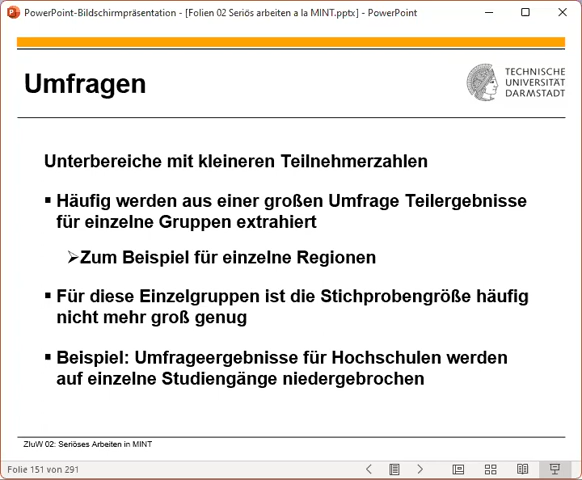 PowerPoint-Bildschirmpräsentation - [Folien 02 Seriös arbeiten a la MINT.pptx] - PowerPoint
Umfragen
TECHNISCHE
UNIVERSITÄT
DARMSTADT
Unterbereiche mit kleineren Teilnehmerzahlen
▪ Häufig werden aus einer großen Umfrage Teilergebnisse
für einzelne Gruppen extrahiert
➢Zum Beispiel für einzelne Regionen
▪ Für diese Einzelgruppen ist die Stichprobengröße häufig
nicht mehr groß genug
▪ Beispiel: Umfrageergebnisse für Hochschulen werden
auf einzelne Studiengänge niedergebrochen
ZIuW 02: Seriöses Arbeiten in MINT
Folie 151 von 291